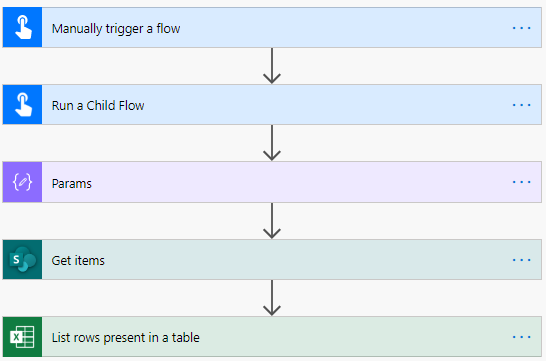 Manually trigger a flow
Run a Child Flow
Params
Get items
List rows present in a table